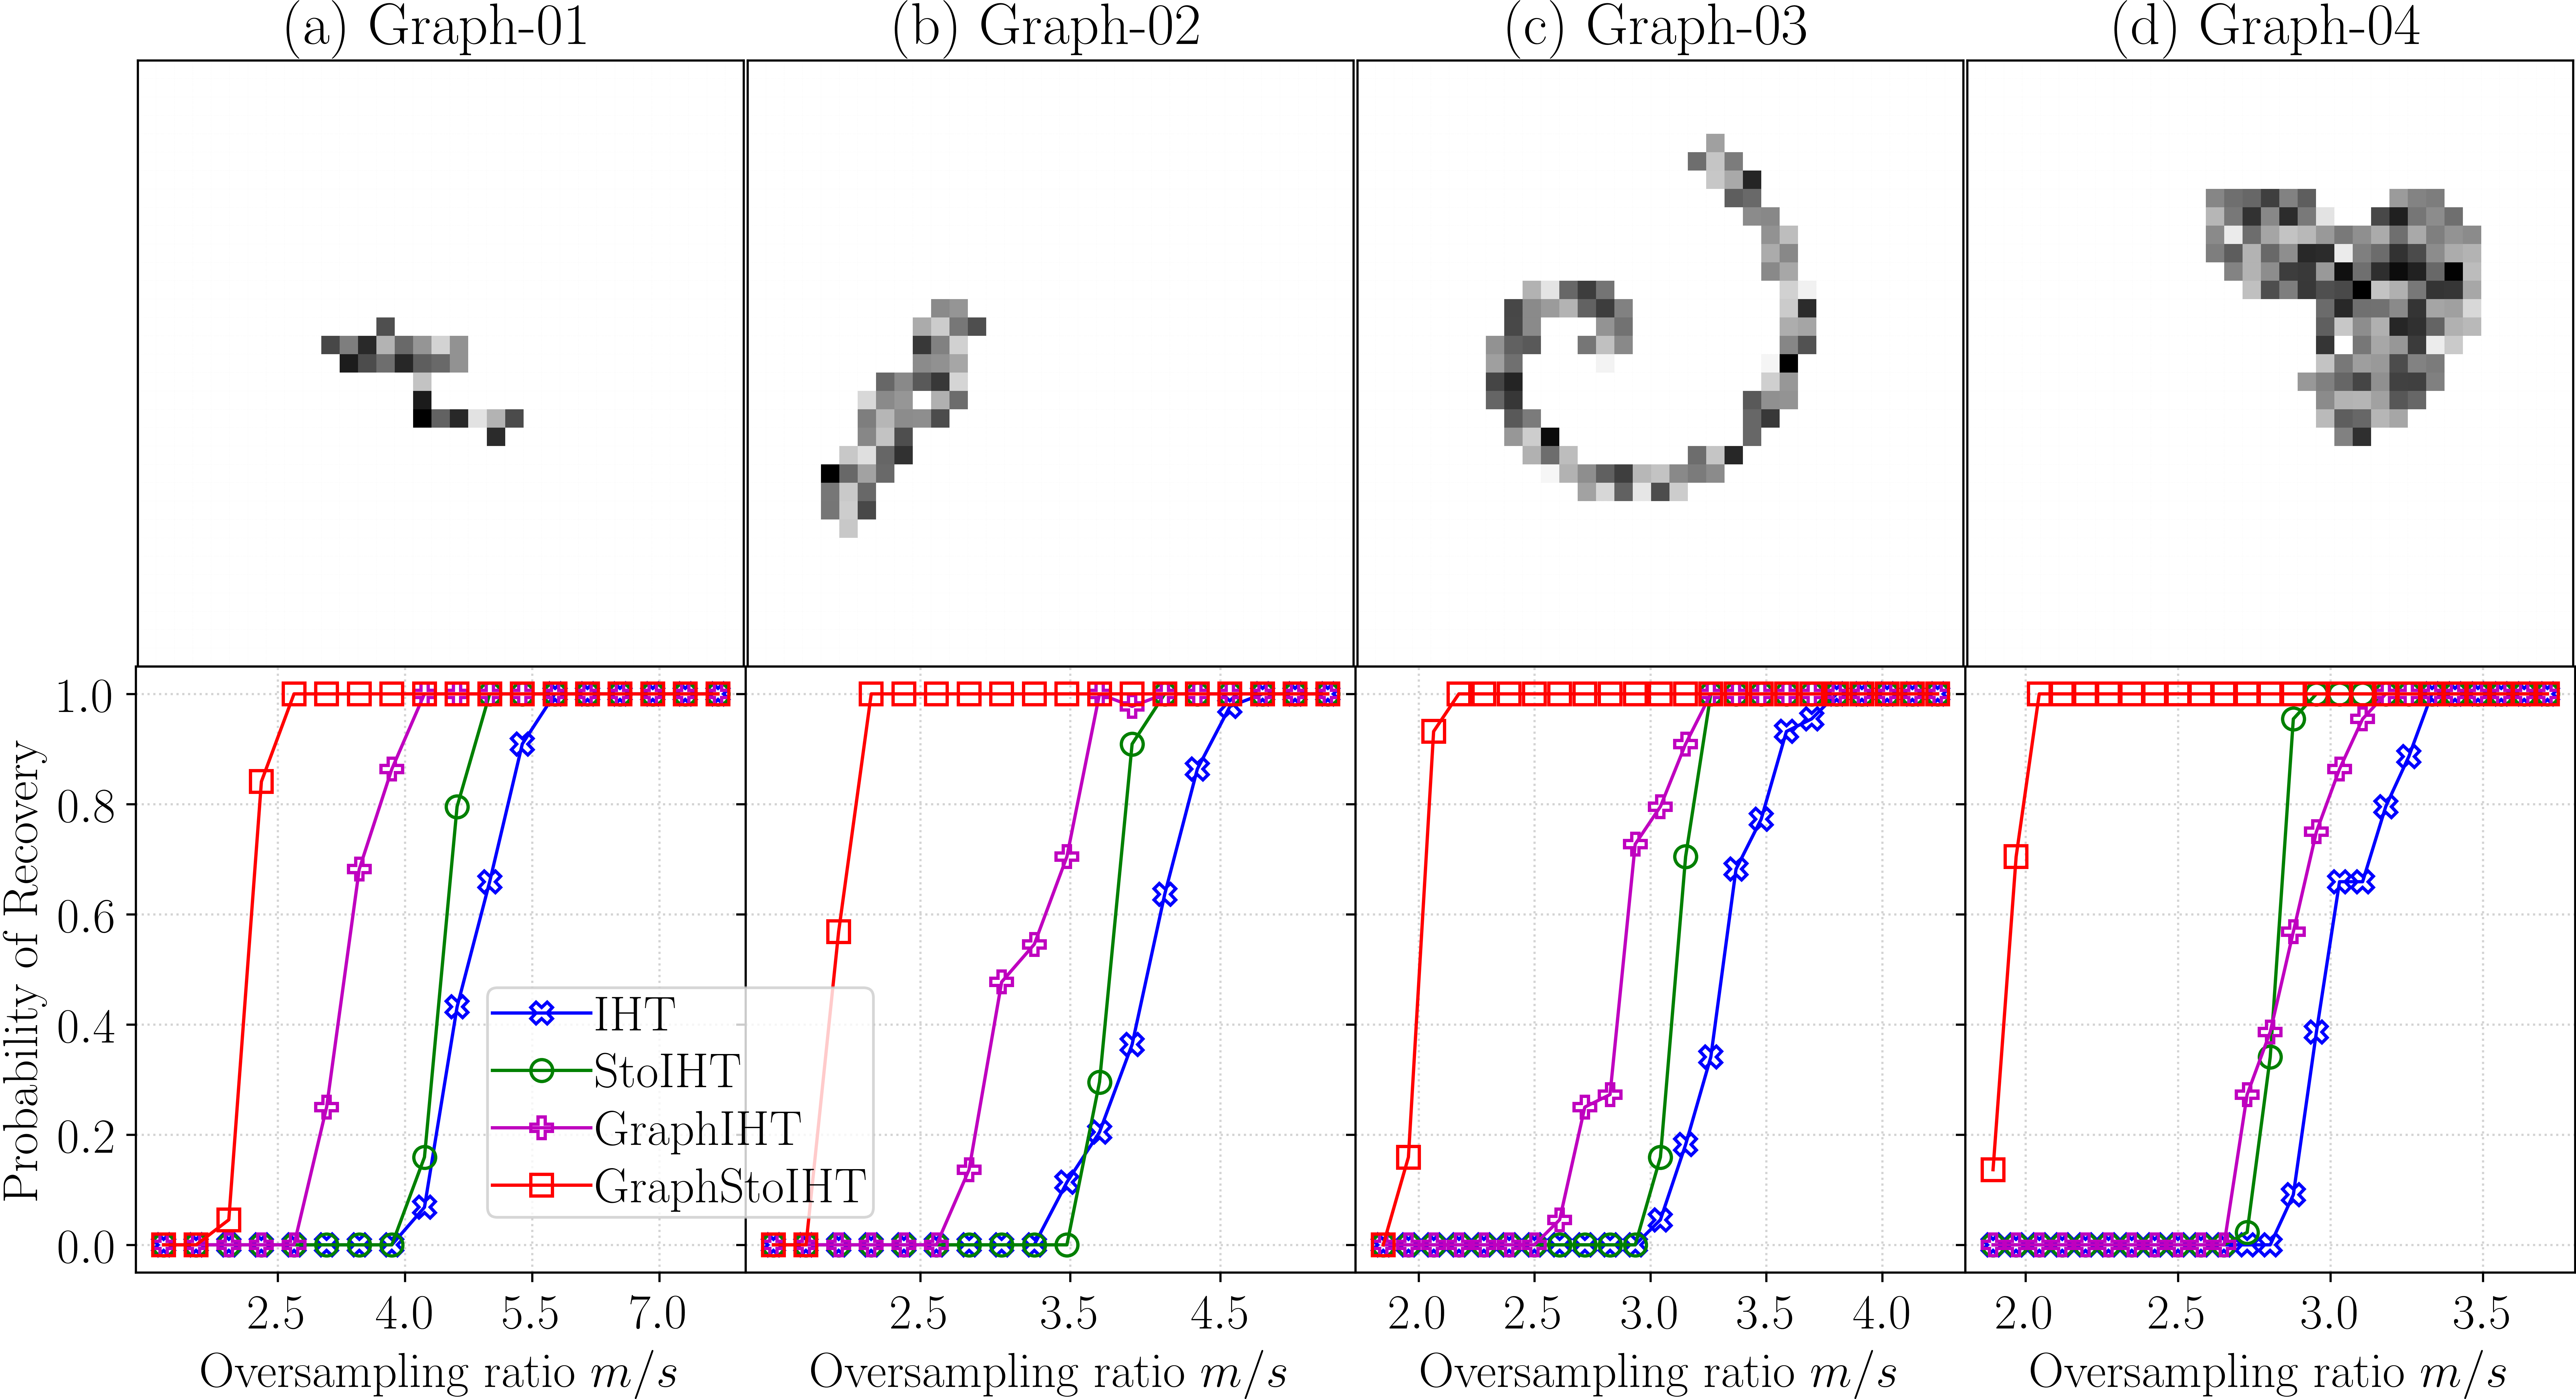 (a) Graph-01
(b) Graph-02
(c) Graph-03
(d) Graph-04
Probability of Recovery
1.0
0.8
0.6
0.4
0.2
0.0
IHT
StoIHT
GraphIHT
GraphStoIHT
2.5 4.0 5.5 7.0
2.5 3.5 4.5
2.0 2.5 3.0 3.5 4.0
2.0 2.5 3.0 3.5
Oversampling ratio m/s
Oversampling ratio m/s
Oversampling ratio m/s
Oversampling ratio m/s